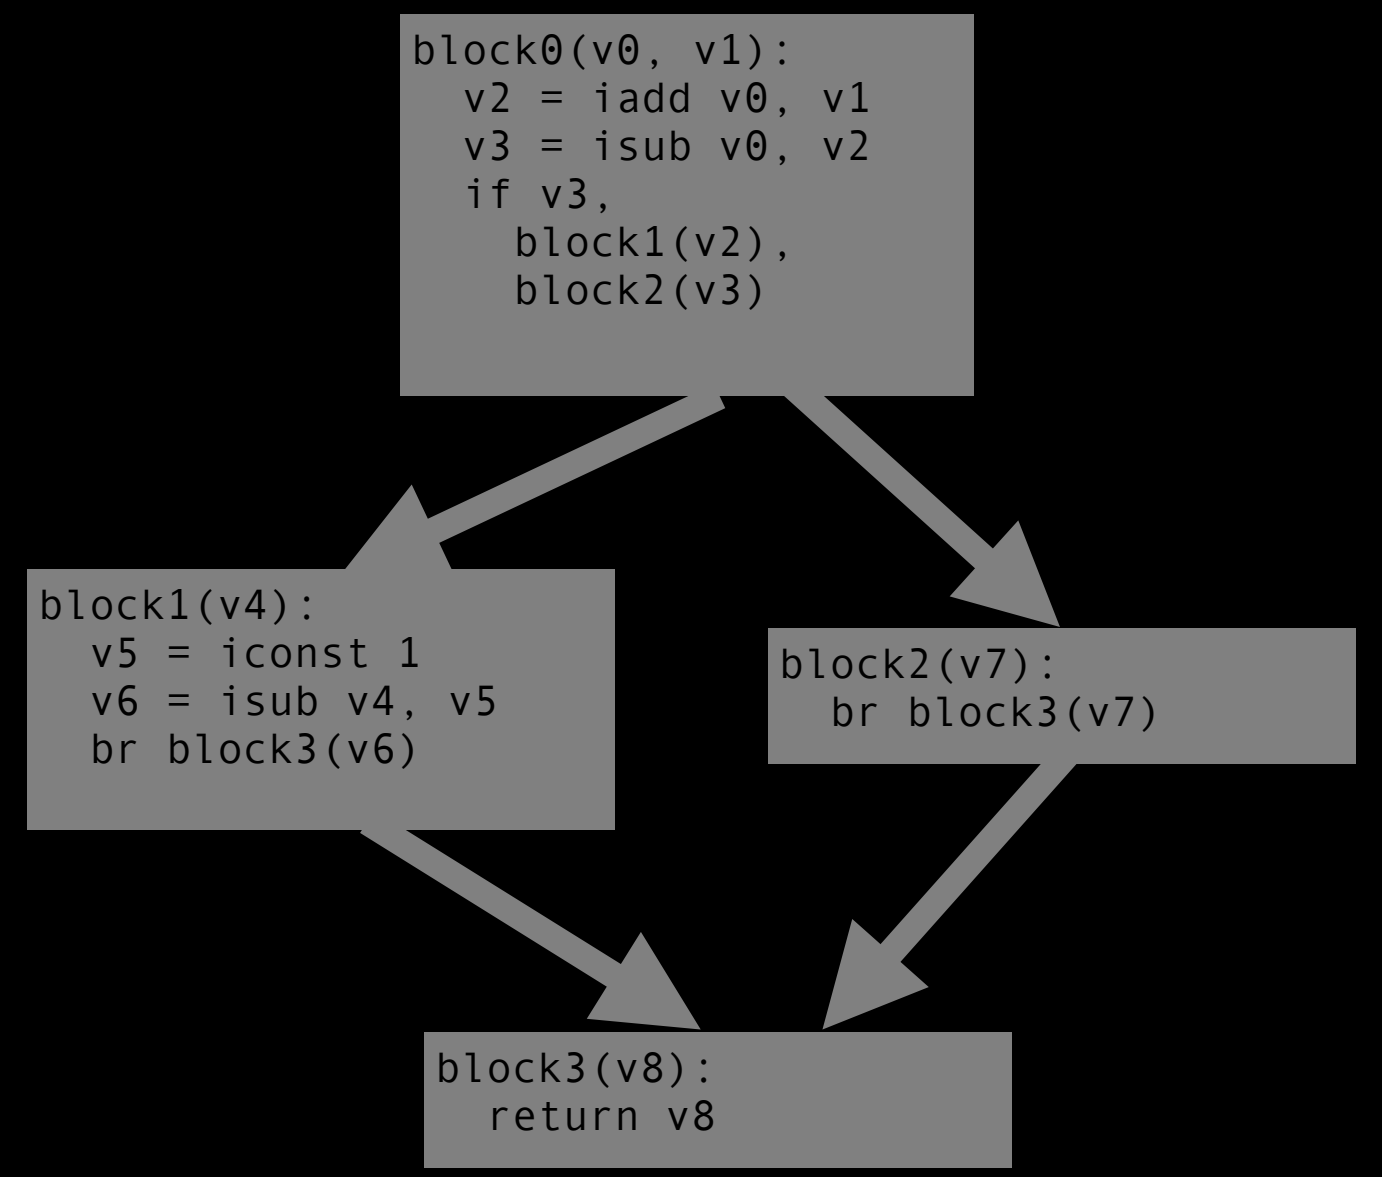 block0(v0, v1):
  v2 = iadd v0, v1
  v3 = isub v0, v2
  if v3,
    block1(v2),
    block2(v3)
block1(v4):
  v5 = iconst 1
  v6 = isub v4, v5
  br block3(v6)
block2(v7):
  br block3(v7)
block3(v8):
  return v8